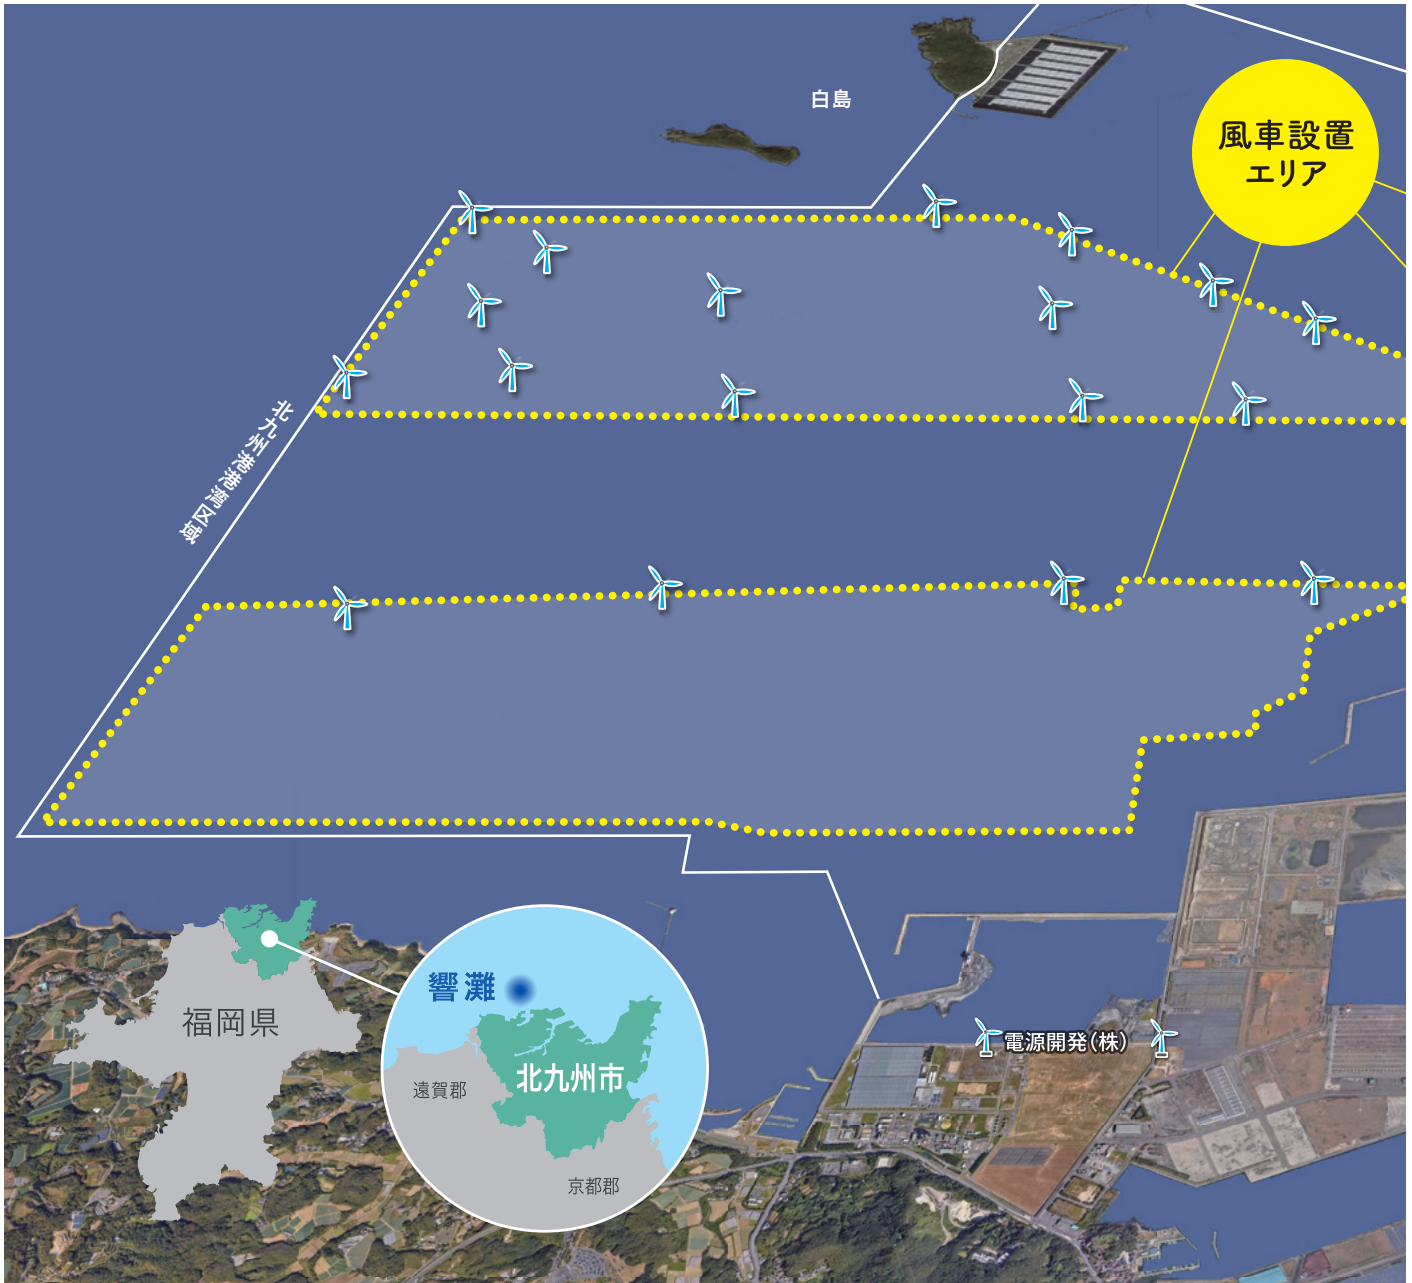 白島
風車設置
エリア
北九州港港湾区域
響灘
福岡県
電源開発(株)
北九州市
遠賀郡
京都郡